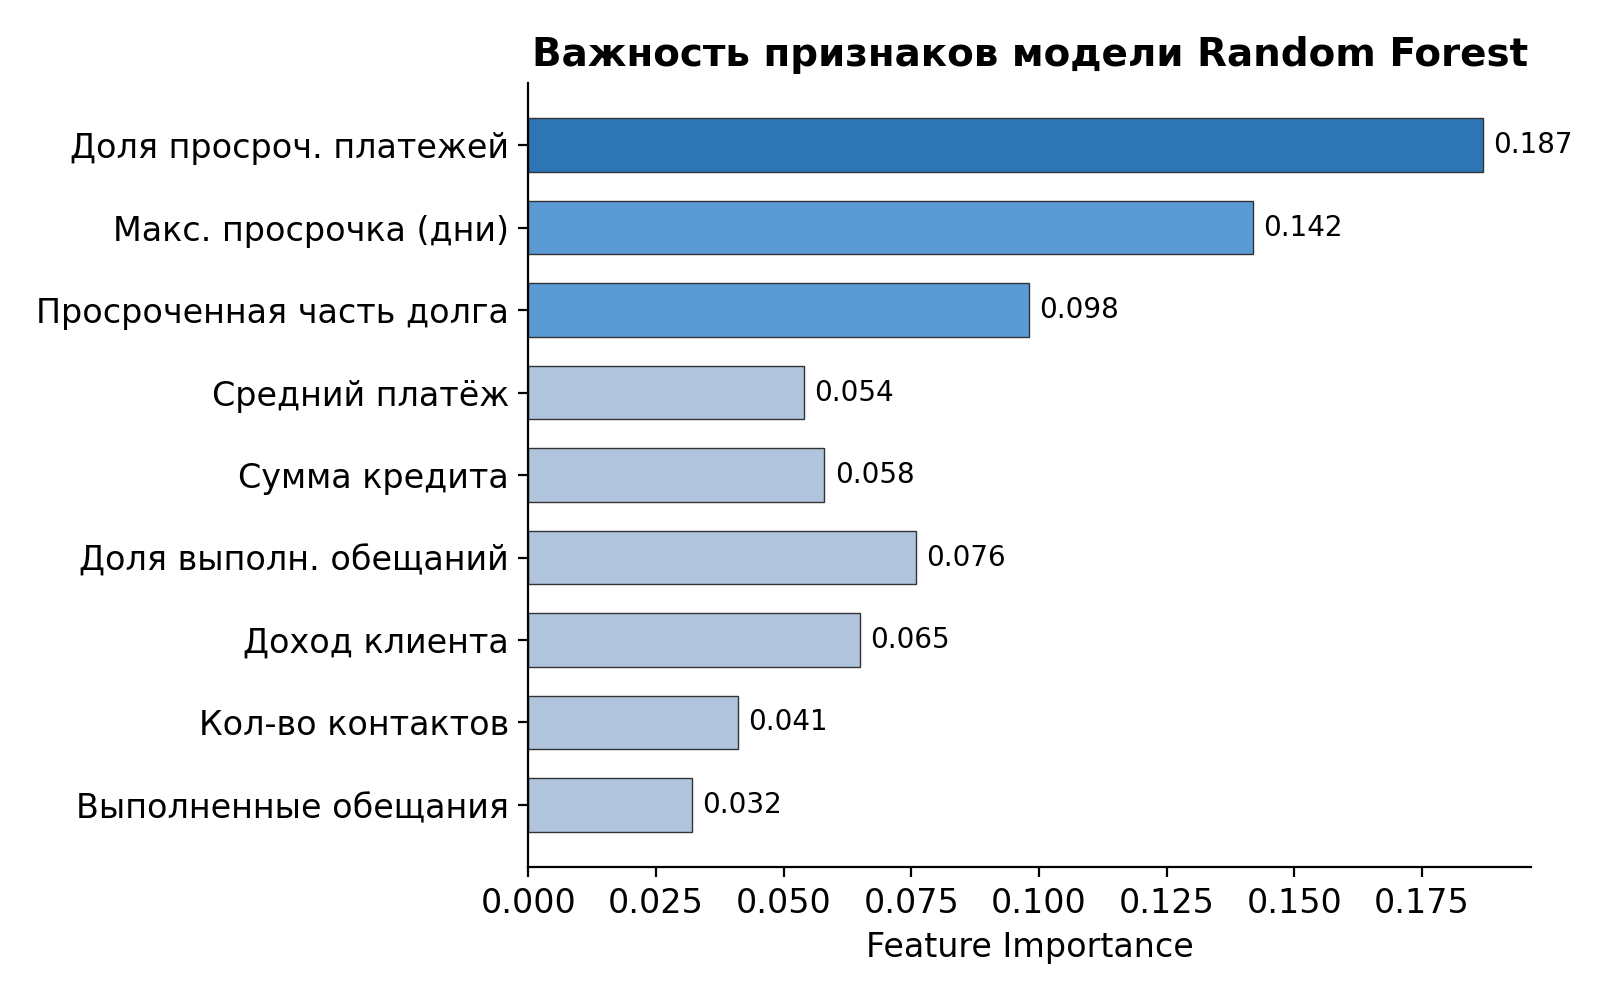 Важность признаков модели Random Forest
Доля просроч. платежей 0.187
Макс. просрочка (дни) 0.142
Просроченная часть долга 0.098
Средний платёж 0.054
Сумма кредита 0.058
Доля выполн. обещаний 0.076
Доход клиента 0.065
Кол-во контактов 0.041
Выполненные обещания 0.032
0.000 0.025 0.050 0.075 0.100 0.125 0.150 0.175
Feature Importance